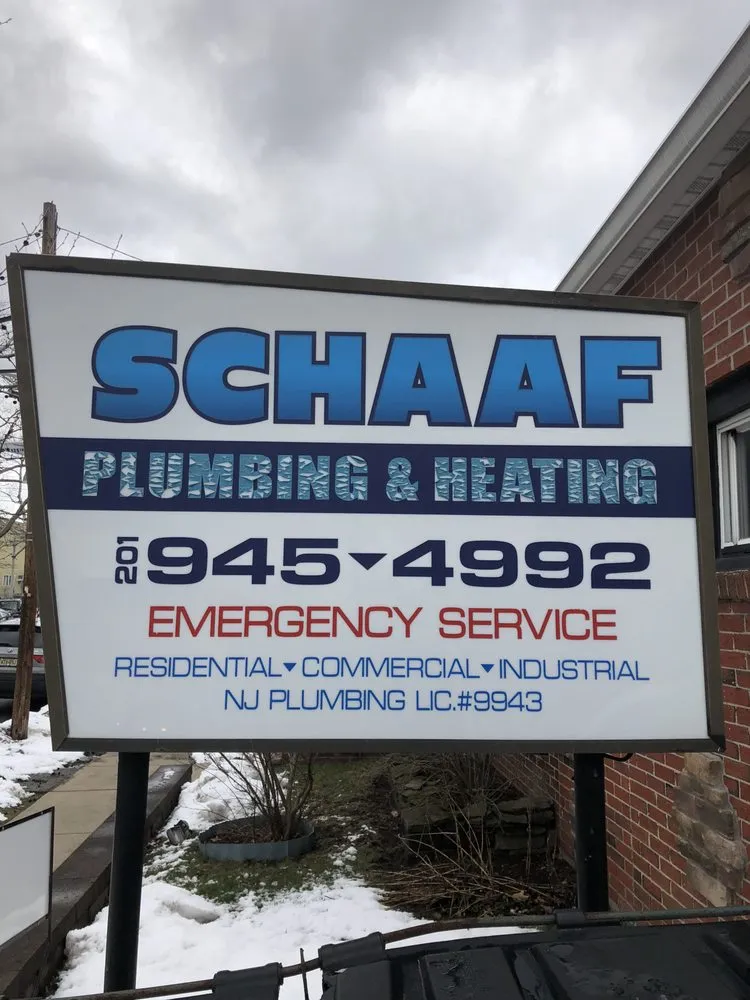 SCHAAF
PLUMBING & HEATING
201 945▾4992
EMERGENCY SERVICE
RESIDENTIAL▾COMMERCIAL▾INDUSTRIAL
NJ PLUMBING LIC.#9943